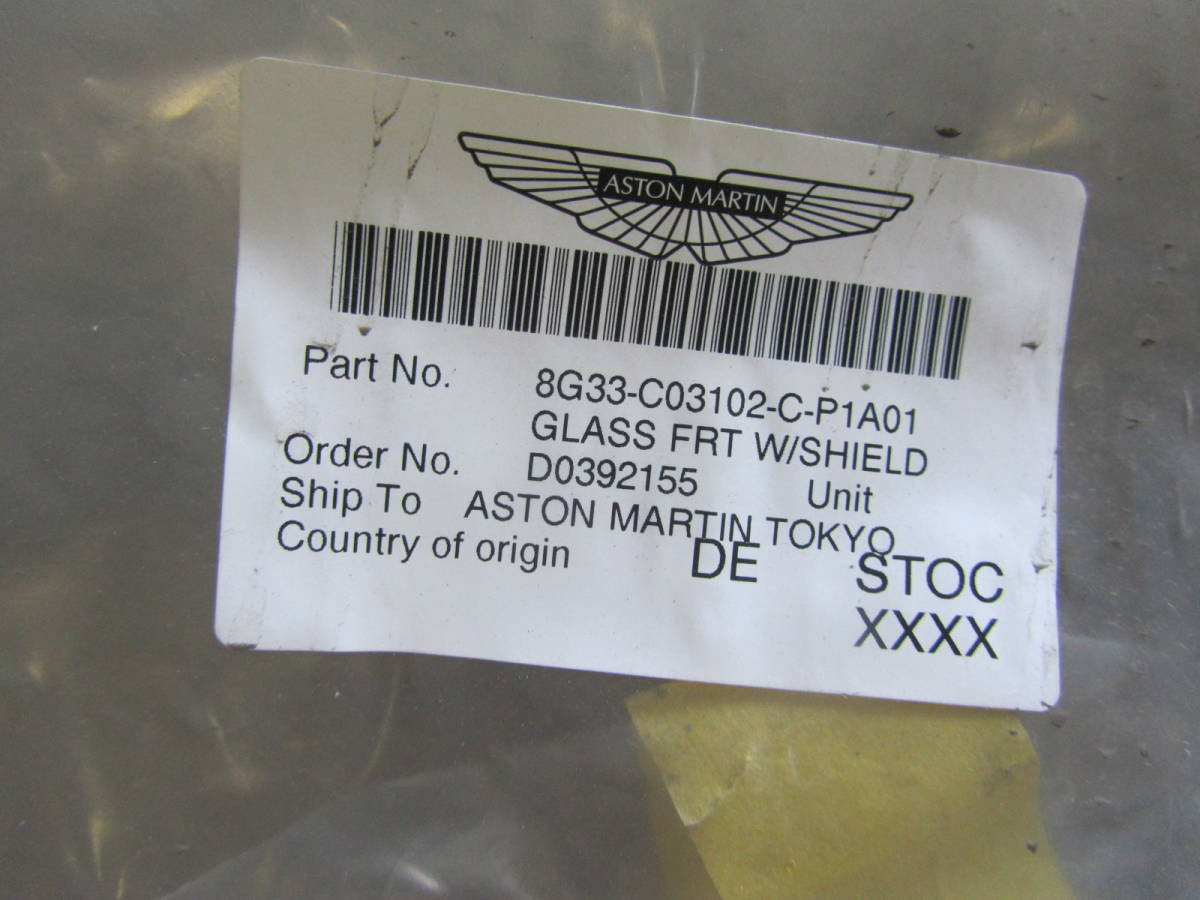 ASTON MARTIN
Part No. 8G33-C03102-C-P1A01
GLASS FRT W/SHIELD
Order No. D0392155 Unit
Ship To ASTON MARTIN TOKYO
Country of origin DE STOC
XXXX